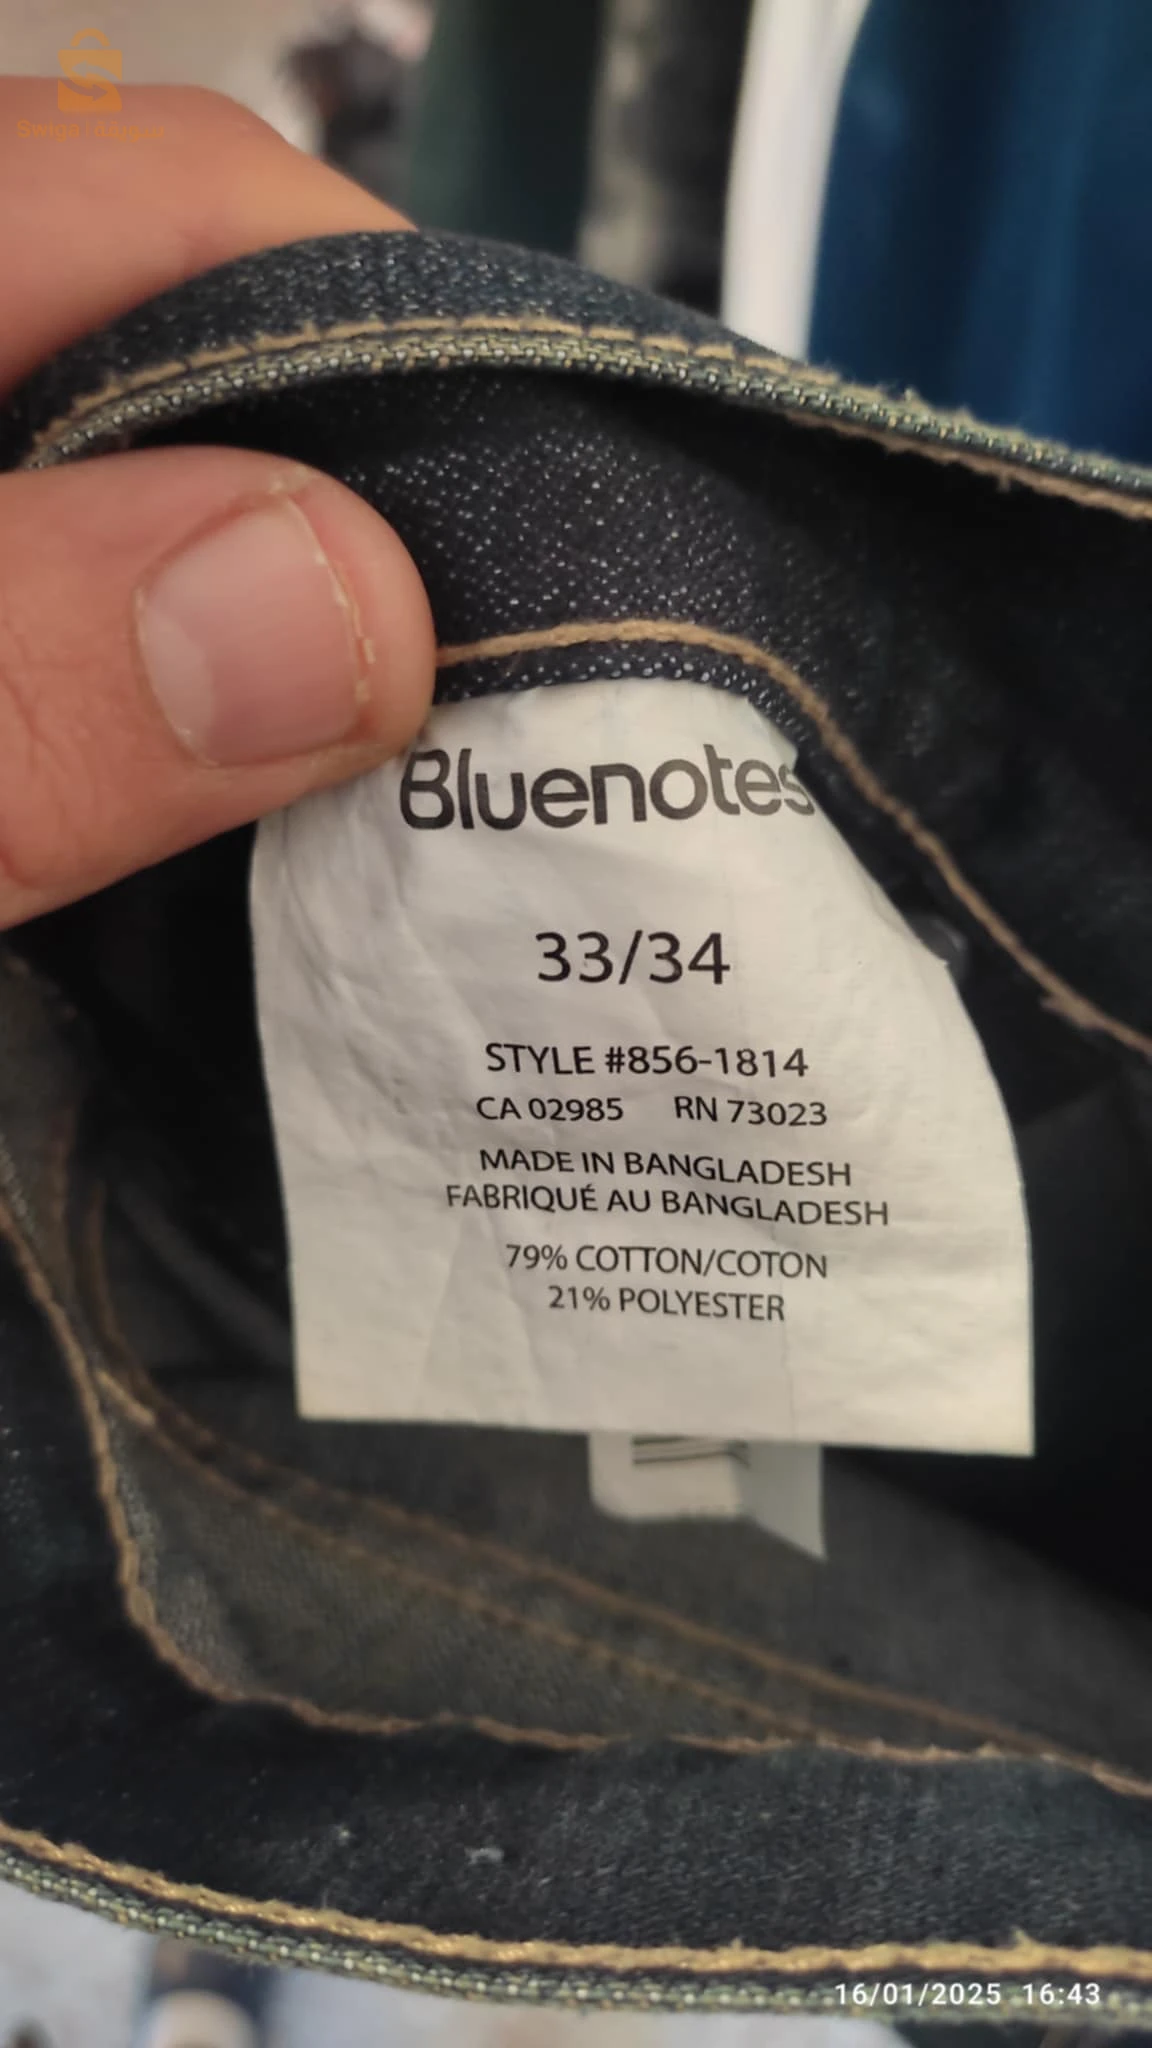 Swiqa سويقة
Bluenotes
33/34
STYLE #856-1814
CA 02985 RN 73023
MADE IN BANGLADESH
FABRIQUÉ AU BANGLADESH
79% COTTON/COTON
21% POLYESTER
16/01/2025 16:43